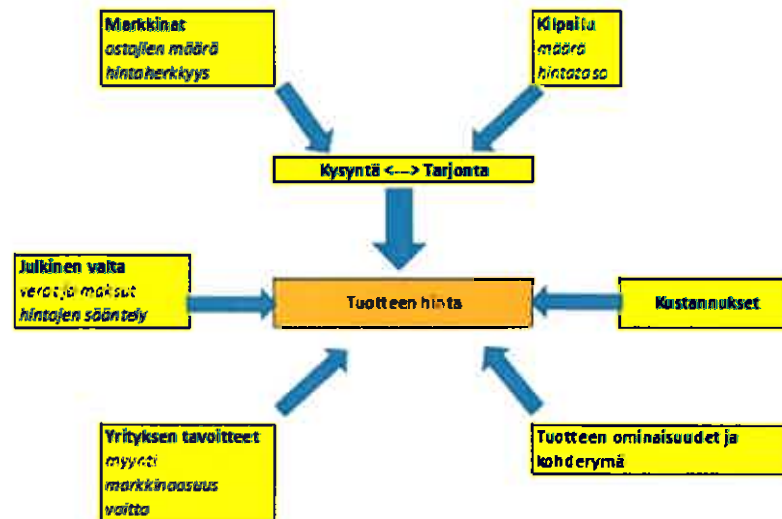 Markkinat
ostajien määrä
hintaherkkyys
Kilpailu
määrä
hintataso
Kysyntä <---> Tarjonta
Julkinen valta
verot ja maksut
hintojen sääntely
Tuotteen hinta
Kustannukset
Yrityksen tavoitteet
myynti
markkinaosuus
voitto
Tuotteen ominaisuudet ja
kohderymä